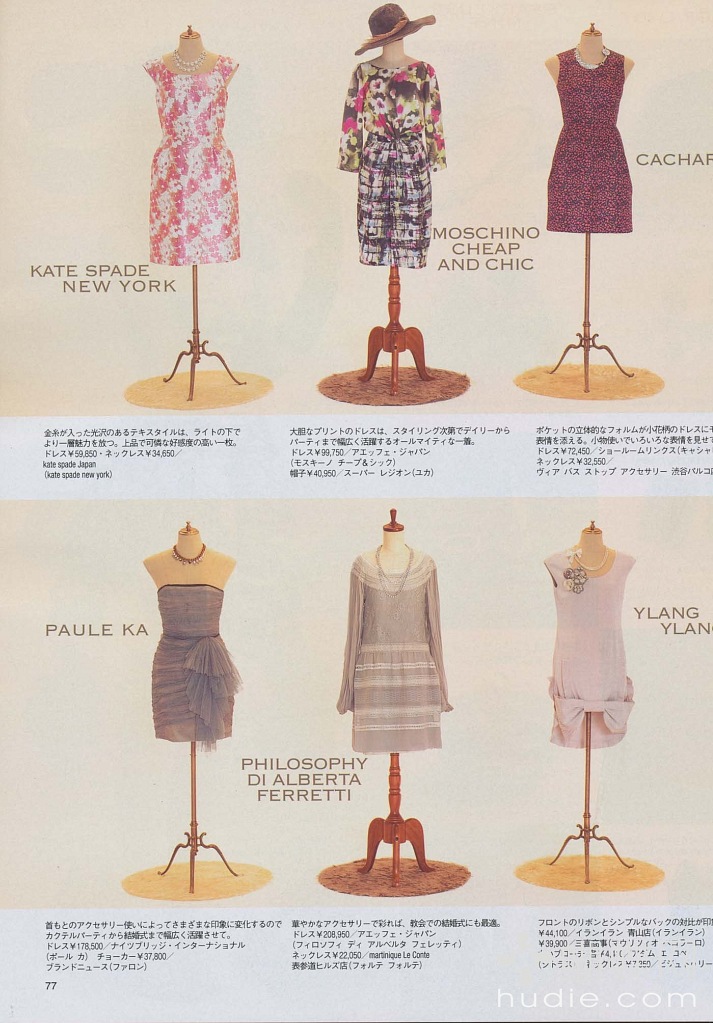 KATE SPADE
NEW YORK
MOSCHINO
CHEAP
AND CHIC
CACHAR
金糸が入った光沢のあるテキスタイルは、ライトの下で
より一層魅力を放つ。上品で可憐な好感度の高い一枚。
ドレス¥59,850・ネックレス¥34,650／
kate spade Japan
(kate spade new york)
大胆なプリントのドレスは、スタイリング次第でデイリーから
パーティまで幅広く活躍するオールマイティな一着。
ドレス¥99,750／アエッフェ・ジャパン
(モスキーノ チープ&シック)
帽子¥40,950／スーパー レジオン(ユカ)
ポケットの立体的なフォルムが小花柄のドレスにモ
表情を添える。小物使いでいろいろな表情を見せて
ドレス¥72,450／ショールームリンクス(キャシャ
ネックレス¥32,550／
ヴィア バス ストップ アクセサリー 渋谷パルコ店
PAULE KA
PHILOSOPHY
DI ALBERTA
FERRETTI
YLANG
YLANG
首もとのアクセサリー使いによってさまざまな印象に変化するので
カクテルパーティから結婚式まで幅広く活躍させて。
ドレス¥178,500／ナイツブリッジ・インターナショナル
(ポール カ) チョーカー¥37,800／
ブランドニュース(ファロン)
華やかなアクセサリーで彩れば、教会での結婚式にも最適。
ドレス¥208,950／アエッフェ・ジャパン
(フィロソフィ ディ アルベルタ フェレッティ)
ネックレス¥22,050／martinique Le Conte
表参道ヒルズ店(フォルテ フォルテ)
フロントのリボンとシンプルなバックの対比が印
¥44,100／イランイラン 青山店(イランイラン)
¥39,900／三喜商事
77
hudie.com